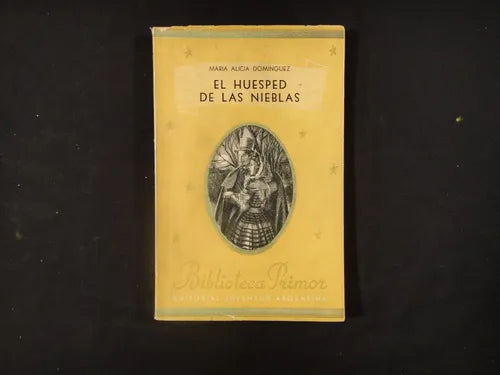 MARIA ALICIA DOMINGUEZ
EL HUESPED
DE LAS NIEBLAS
Biblioteca Primor
EDITORIAL JUVENTUD ARGENTINA